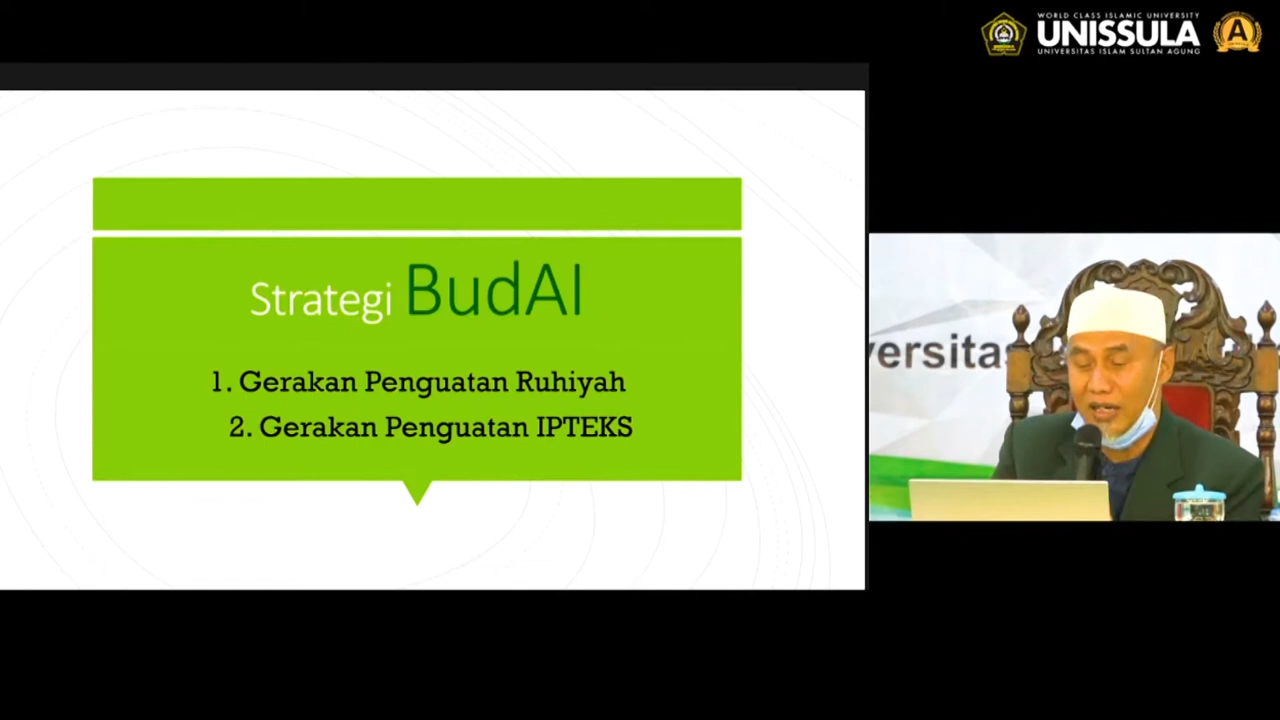 WORLD CLASS ISLAMIC UNIVERSITY
UNISSULA
UNIVERSITAS ISLAM SULTAN AGUNG
A
Strategi BudAI
1. Gerakan Penguatan Ruhiyah
2. Gerakan Penguatan IPTEKS
versitas